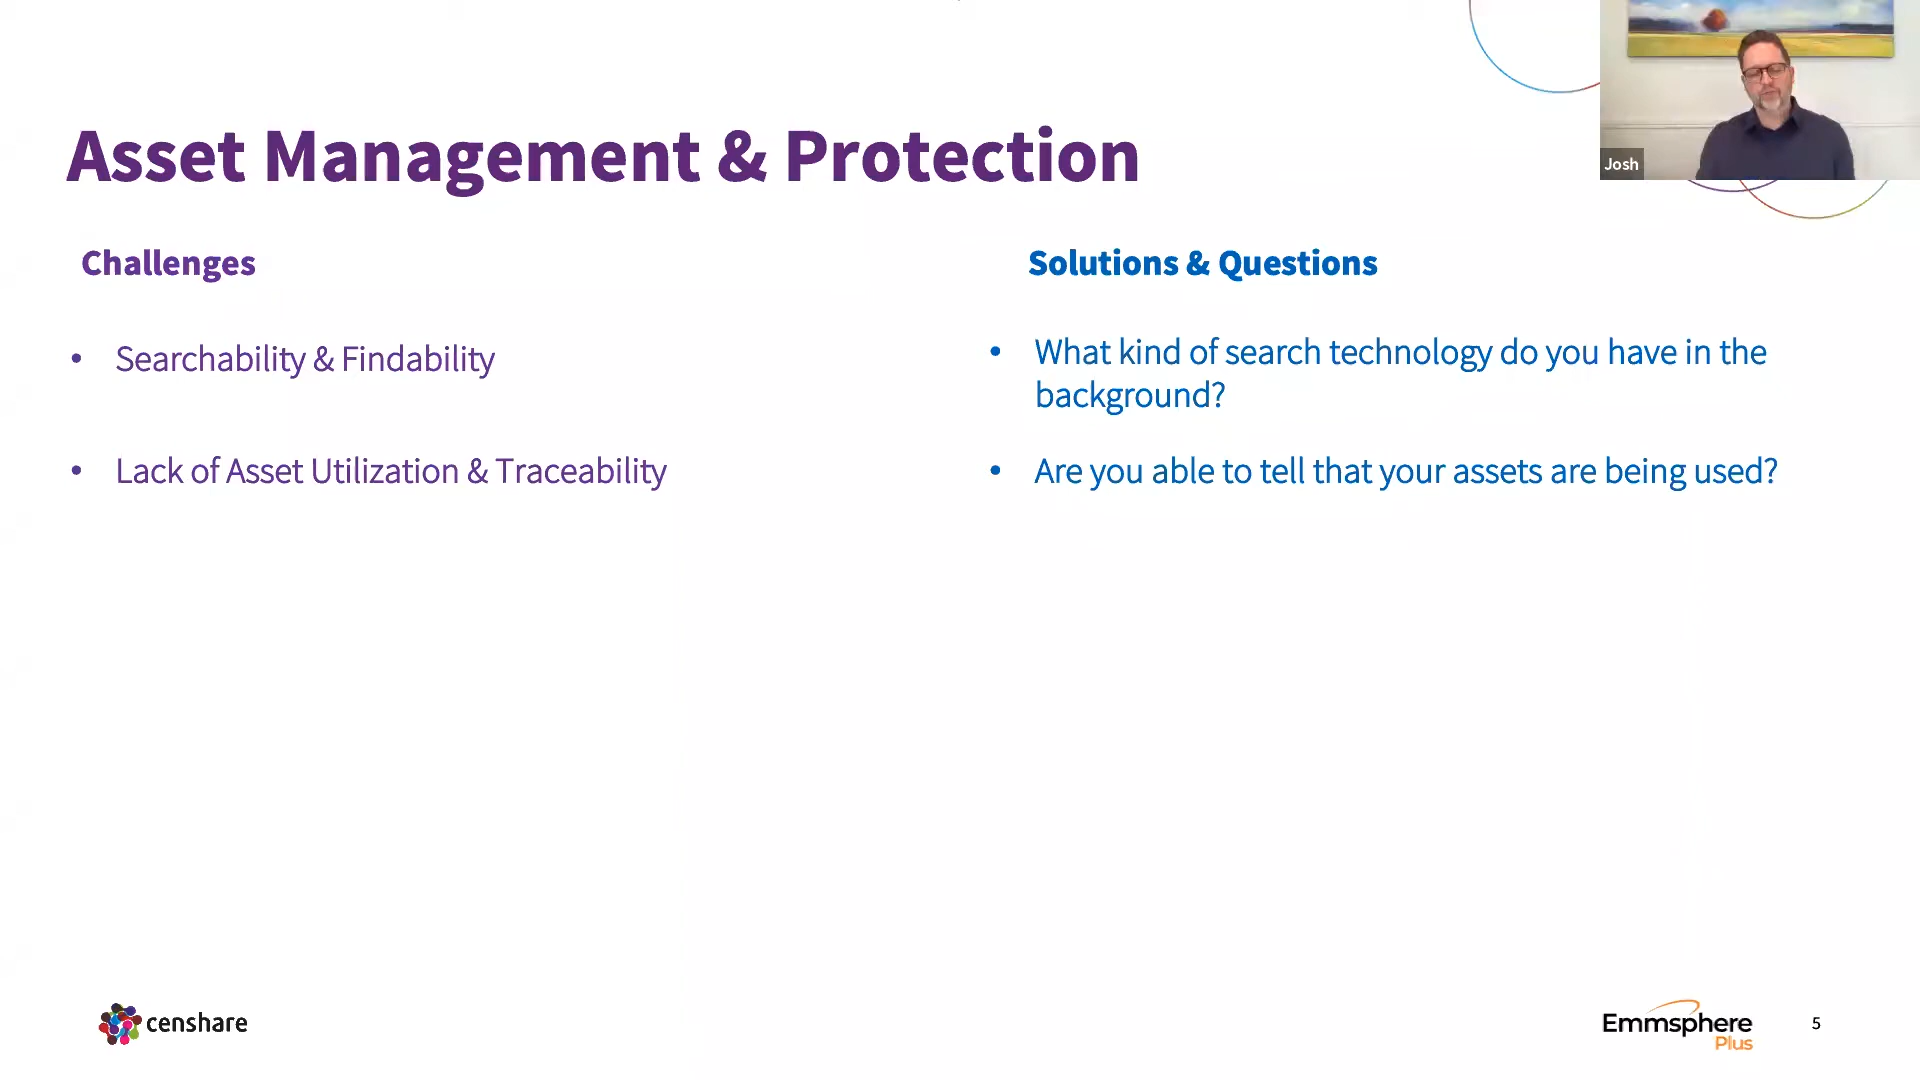 Josh
Asset Management & Protection
Challenges
• Searchability & Findability
• Lack of Asset Utilization & Traceability
Solutions & Questions
• What kind of search technology do you have in the
background?
• Are you able to tell that your assets are being used?
censhare
Emmsphere
Plus
5